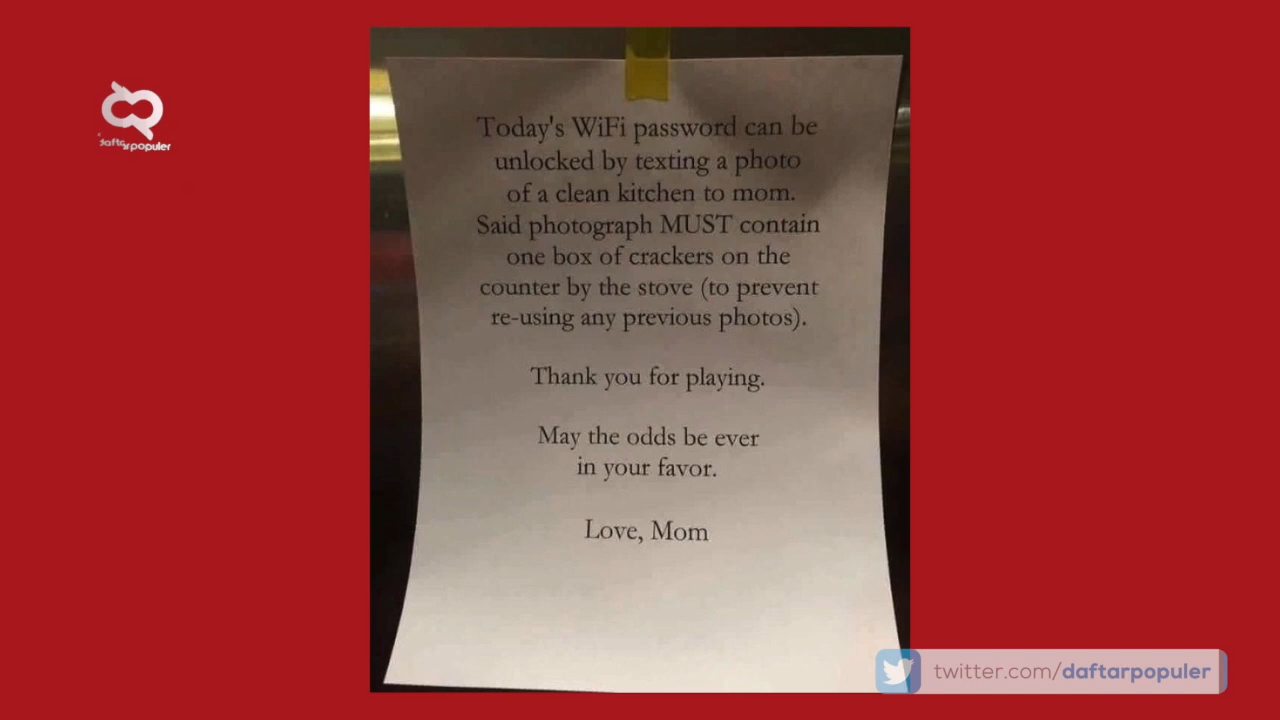 daftarpopuler
Today's WiFi password can be
unlocked by texting a photo
of a clean kitchen to mom.
Said photograph MUST contain
one box of crackers on the
counter by the stove (to prevent
re-using any previous photos).
Thank you for playing.
May the odds be ever
in your favor.
Love, Mom
twitter.com/daftarpopuler